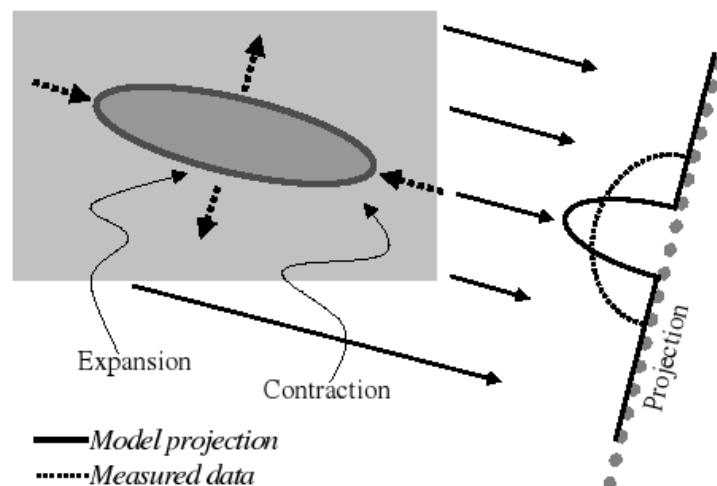 Expansion
Contraction
Projection
Model projection
Measured data